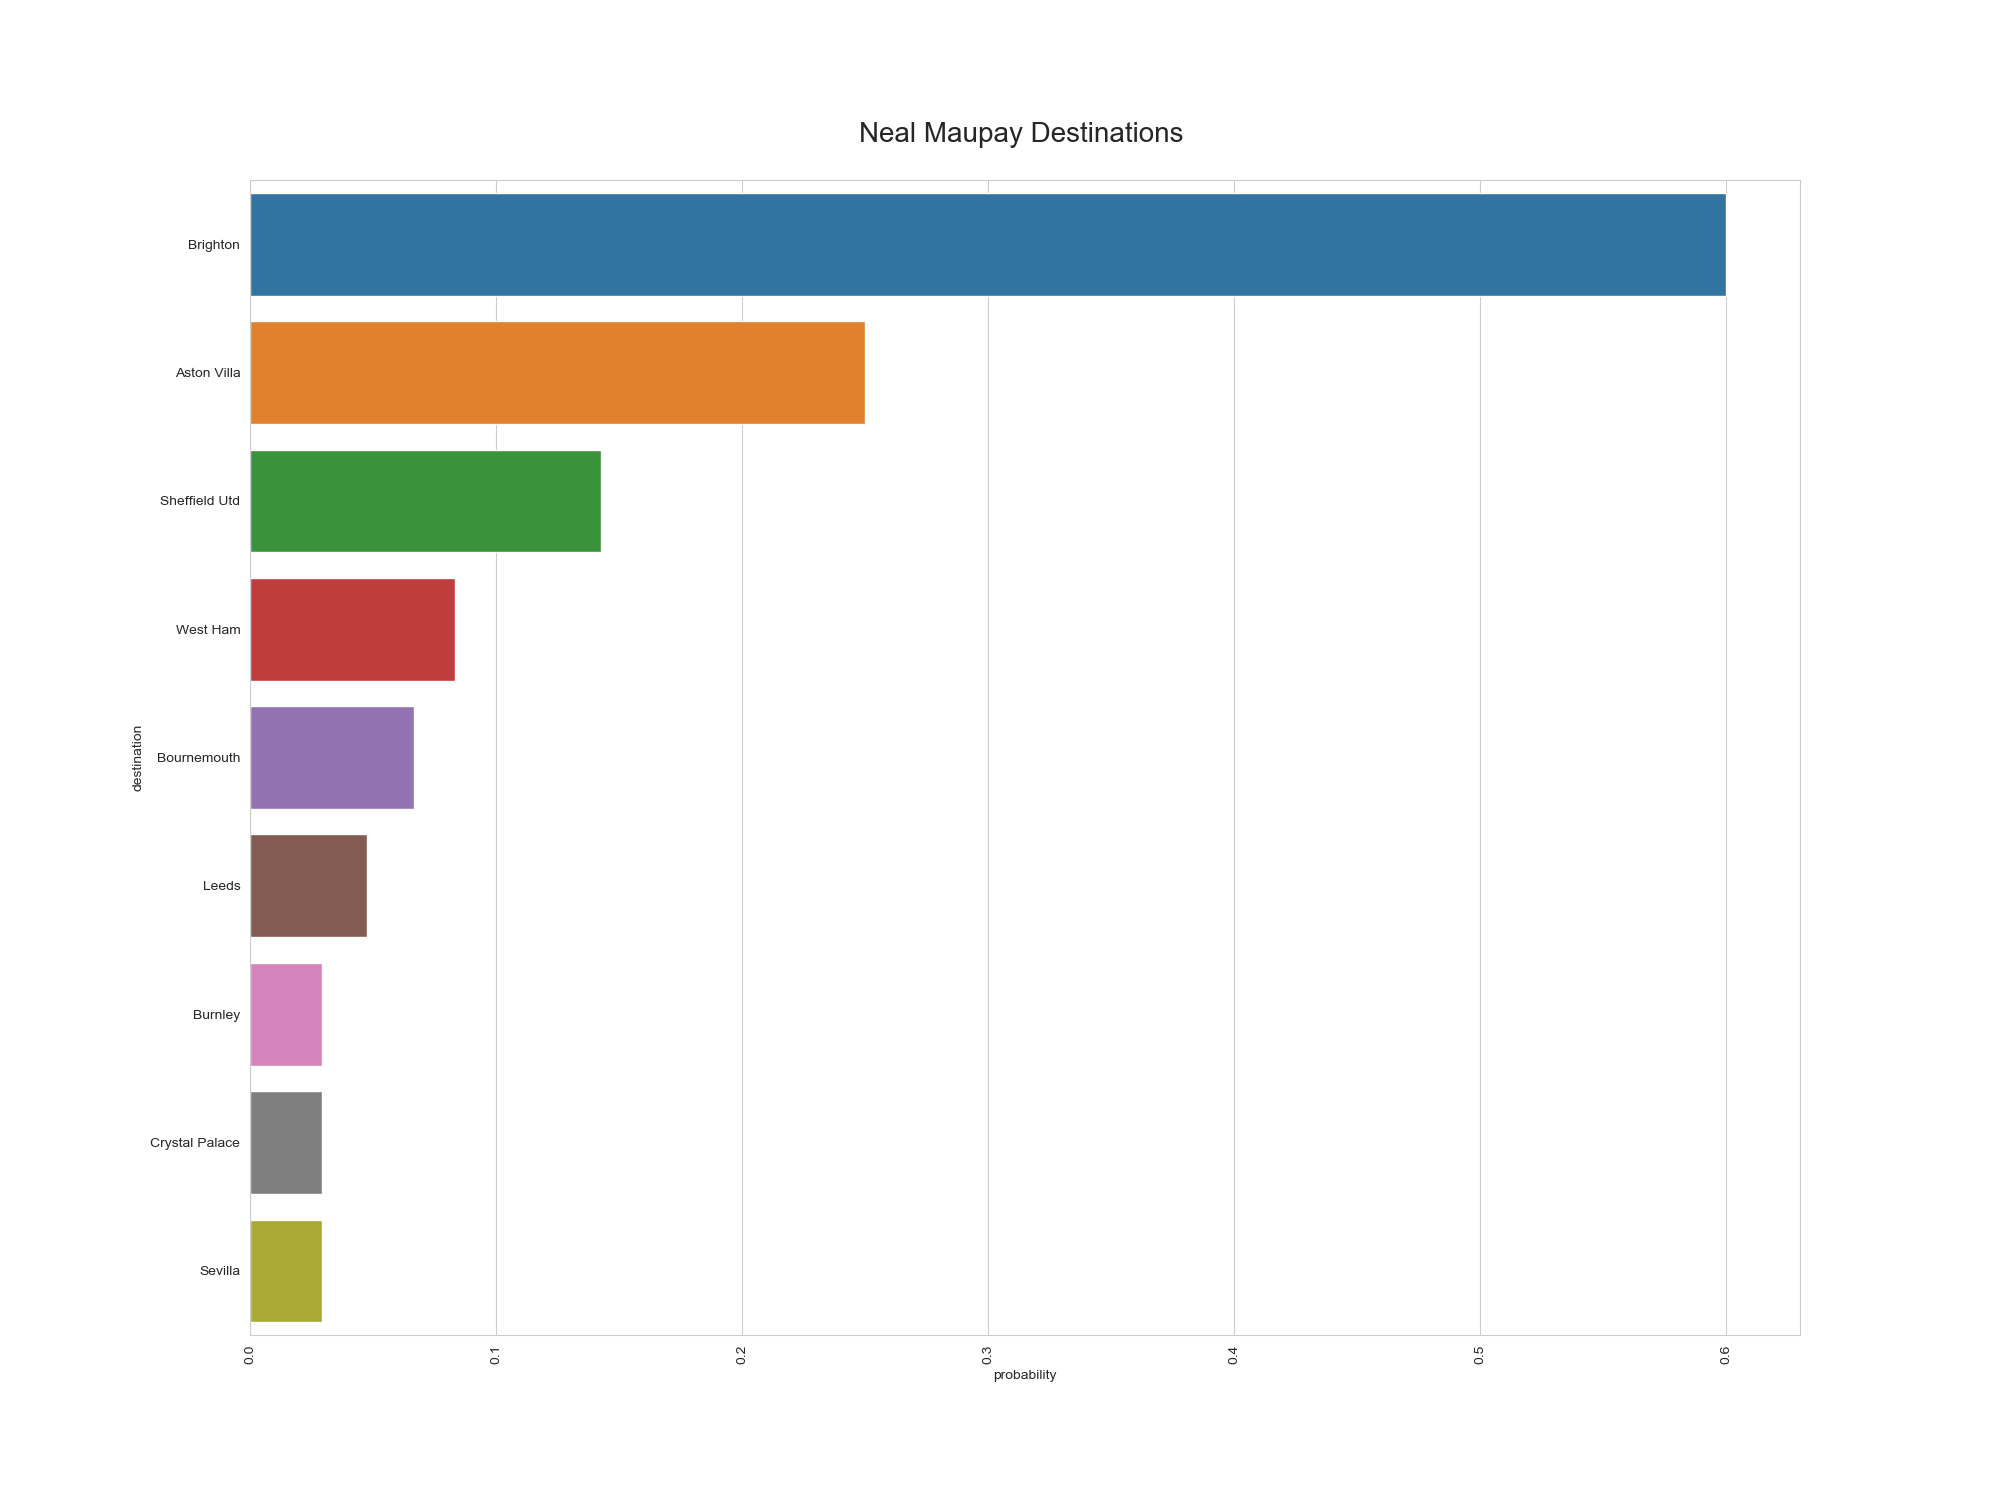 Neal Maupay Destinations
Brighton
Aston Villa
Sheffield Utd
West Ham
Bournemouth
Leeds
Burnley
Crystal Palace
Sevilla
destination
0.0 0.1 0.2 0.3 0.4 0.5 0.6
probability